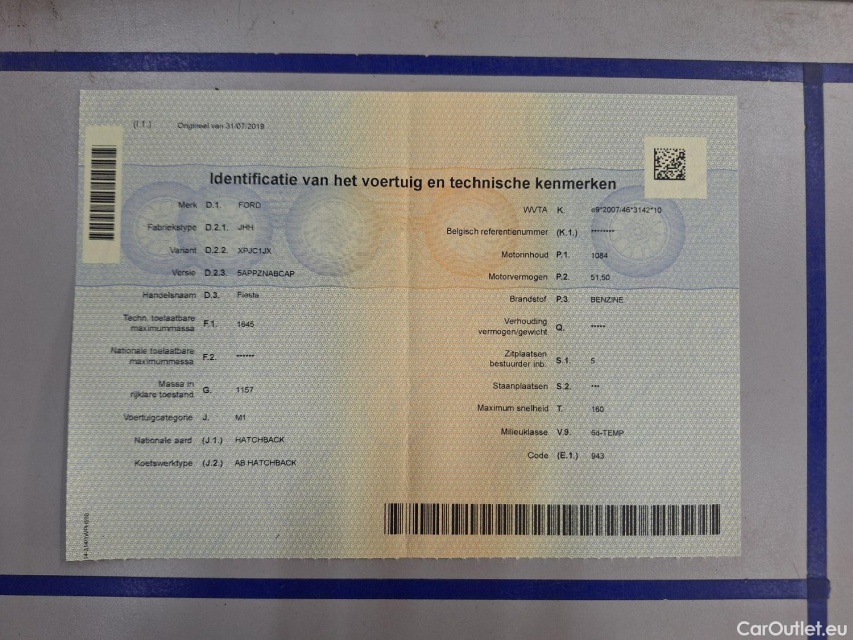 (I.1.) Origineel van 31/07/2019
Identificatie van het voertuig en technische kenmerken
Merk D.1. FORD
Fabriekstype D.2.1. JHH
Variant D.2.2. XPJC1JX
Versie D.2.3. 5APPZNABCAP
Handelsnaam D.3. Fiesta
Techn. toelaatbare
maximummassa F.1. 1645
Nationale toelaatbare
maximummassa F.2. ******
Massa in
rijklare toestand G. 1157
Voertuigcategorie J. M1
Nationale aard (J.1.) HATCHBACK
Koetswerktype (J.2.) AB HATCHBACK
WVTA K. e9*2007/46*3142*10
Belgisch referentienummer (K.1.) ********
Motorinhoud P.1. 1084
Motorvermogen P.2. 51,50
Brandstof P.3. BENZINE
Verhouding
vermogen/gewicht Q. *****
Zitplaatsen
bestuurder inb. S.1. 5
Staanplaatsen S.2. ***
Maximum snelheid T. 160
Milieuklasse V.9. 6d-TEMP
Code (E.1.) 943
CarOutlet.eu